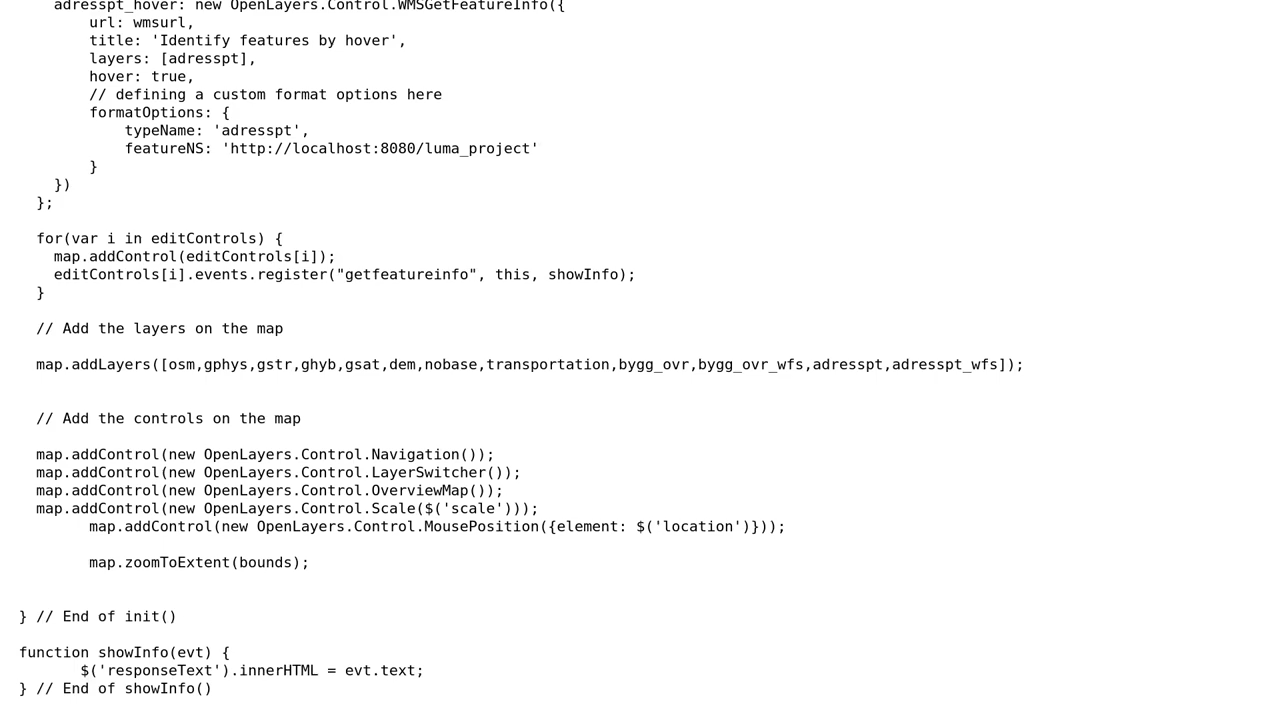 adresspt_hover: new OpenLayers.Control.WMSGetFeatureInfo({
url: wmsurl,
title: 'Identify features by hover',
layers: [adresspt],
hover: true,
// defining a custom format options here
formatOptions: {
typeName: 'adresspt',
featureNS: 'http://localhost:8080/luma_project'
}
})
};
for(var i in editControls) {
map.addControl(editControls[i]);
editControls[i].events.register("getfeatureinfo", this, showInfo);
}
// Add the layers on the map
map.addLayers([osm,gphys,gstr,ghyb,gsat,dem,nobase,transportation,bygg_ovr,bygg_ovr_wfs,adresspt,adresspt_wfs]);
// Add the controls on the map
map.addControl(new OpenLayers.Control.Navigation());
map.addControl(new OpenLayers.Control.LayerSwitcher());
map.addControl(new OpenLayers.Control.OverviewMap());
map.addControl(new OpenLayers.Control.Scale($('scale')));
map.addControl(new OpenLayers.Control.MousePosition({element: $('location')}));
map.zoomToExtent(bounds);
} // End of init()
function showInfo(evt) {
$('responseText').innerHTML = evt.text;
} // End of showInfo()